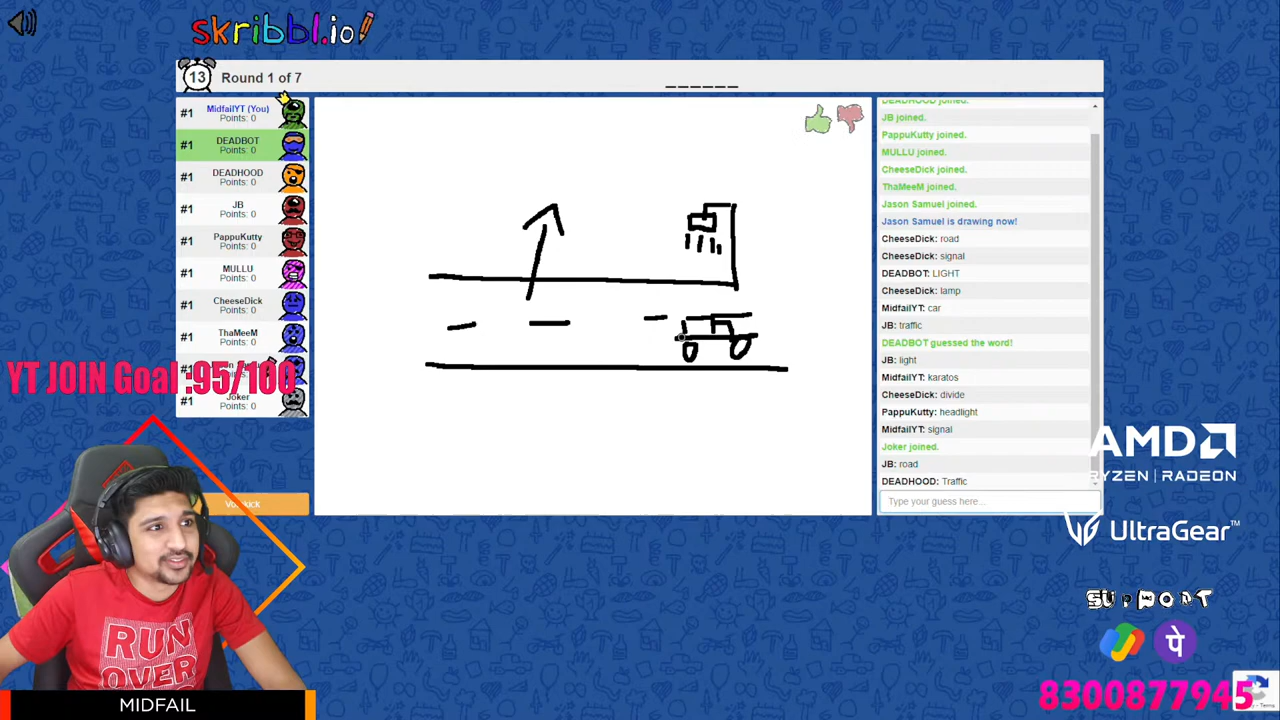 skribbl.io
13
Round 1 of 7
______
#1
MidfailYT (You)
Points: 0
#1
DEADBOT
Points: 0
#1
DEADHOOD
Points: 0
#1
JB
Points: 0
#1
PappuKutty
Points: 0
#1
MULLU
Points: 0
#1
CheeseDick
Points: 0
#1
ThaMeeM
Points: 0
#1
#1
Joker
Points: 0
YT JOIN Goal :95/100
DEADHOOD joined.
JB joined.
PappuKutty joined.
MULLU joined.
CheeseDick joined.
ThaMeeM joined.
Jason Samuel joined.
Jason Samuel is drawing now!
CheeseDick: road
CheeseDick: signal
DEADBOT: LIGHT
CheeseDick: lamp
MidfailYT: car
JB: traffic
DEADBOT guessed the word!
JB: light
MidfailYT: karatos
CheeseDick: divide
PappuKutty: headlight
MidfailYT: signal
Joker joined.
JB: road
DEADHOOD: Traffic
Type your guess here...
AMD
RYZEN | RADEON
UltraGear™
SUPPORT
पे
8300877945
RUN
OVER
MIDFAIL